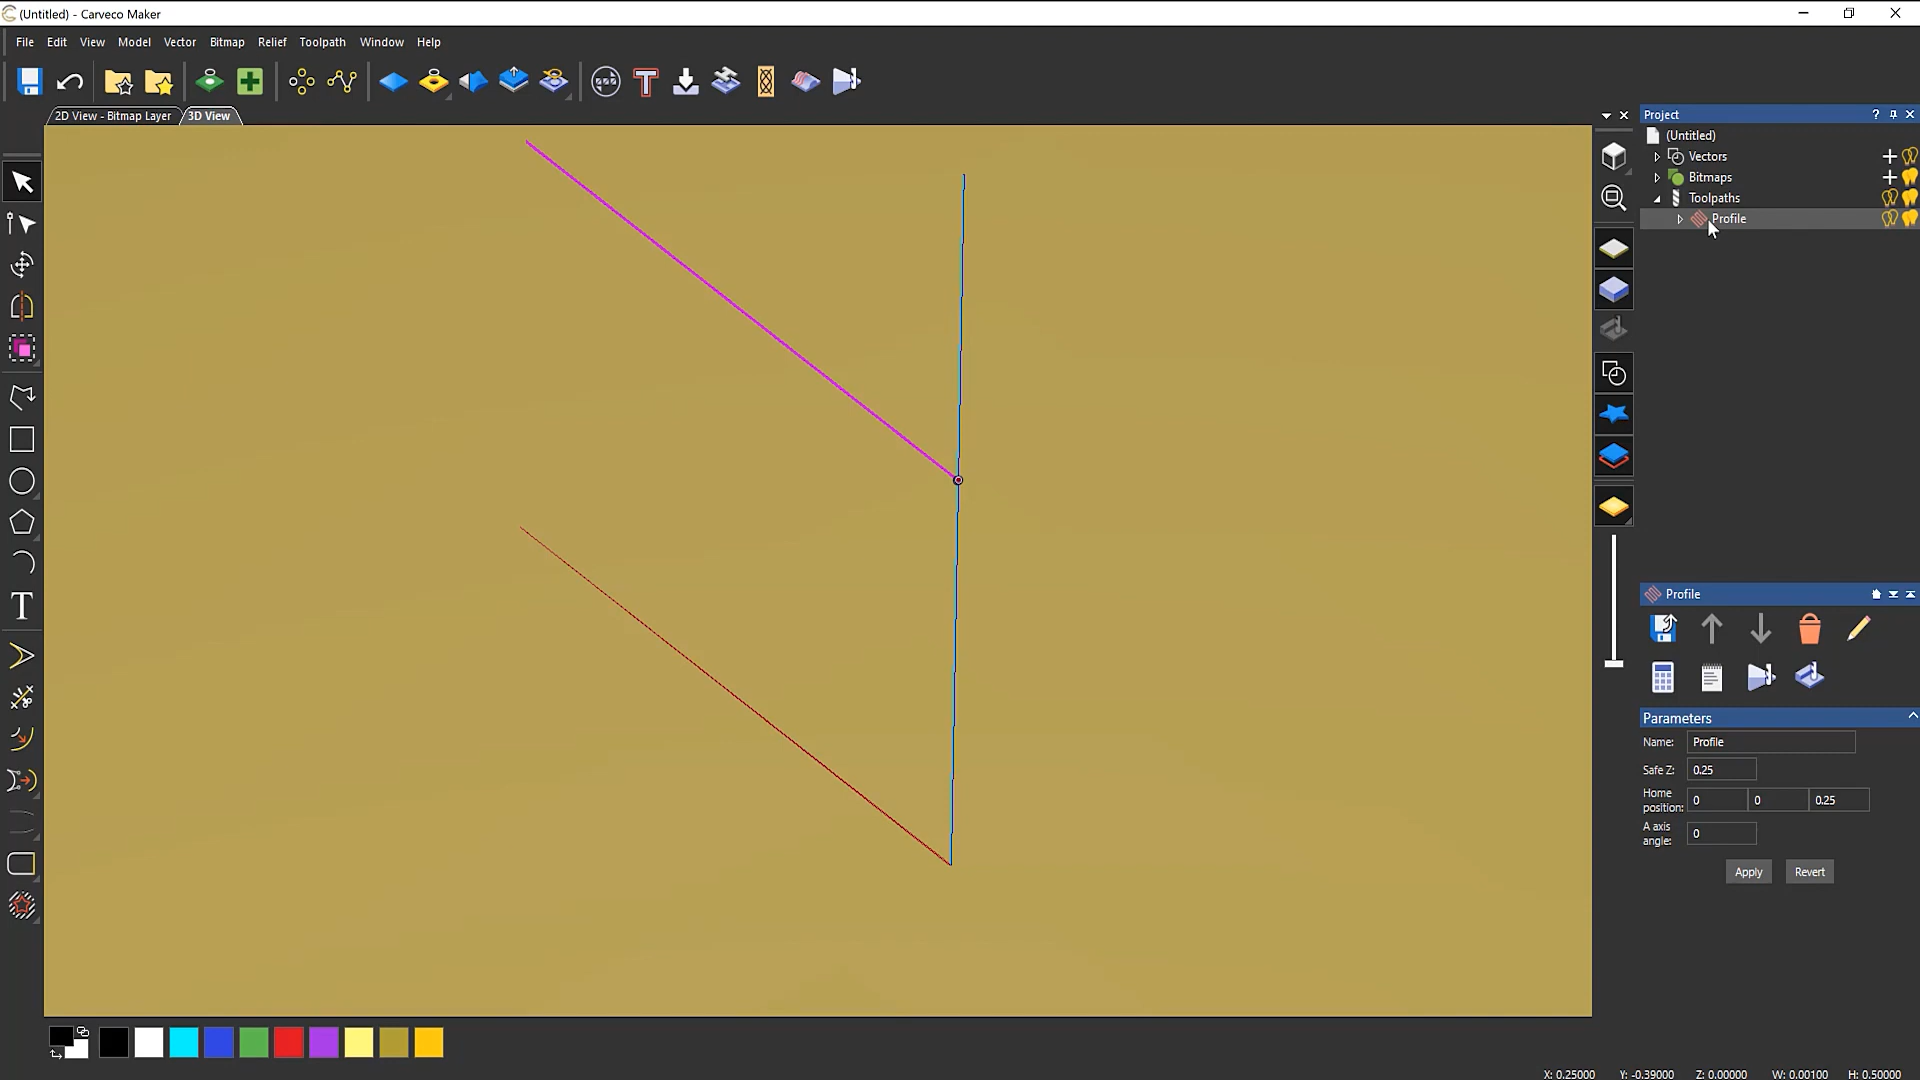 (Untitled) - Carveco Maker
File Edit View Model Vector Bitmap Relief Toolpath Window Help
2D View - Bitmap Layer 3D View
Project
(Untitled)
Vectors
Bitmaps
Toolpaths
Profile
Profile
Parameters
Name: Profile
Safe Z: 0.25
Home position: 0 0 0.25
A axis angle: 0
Apply Revert
X: 0.25000 Y: -0.39000 Z: 0.00000 W: 0.00100 H: 0.50000